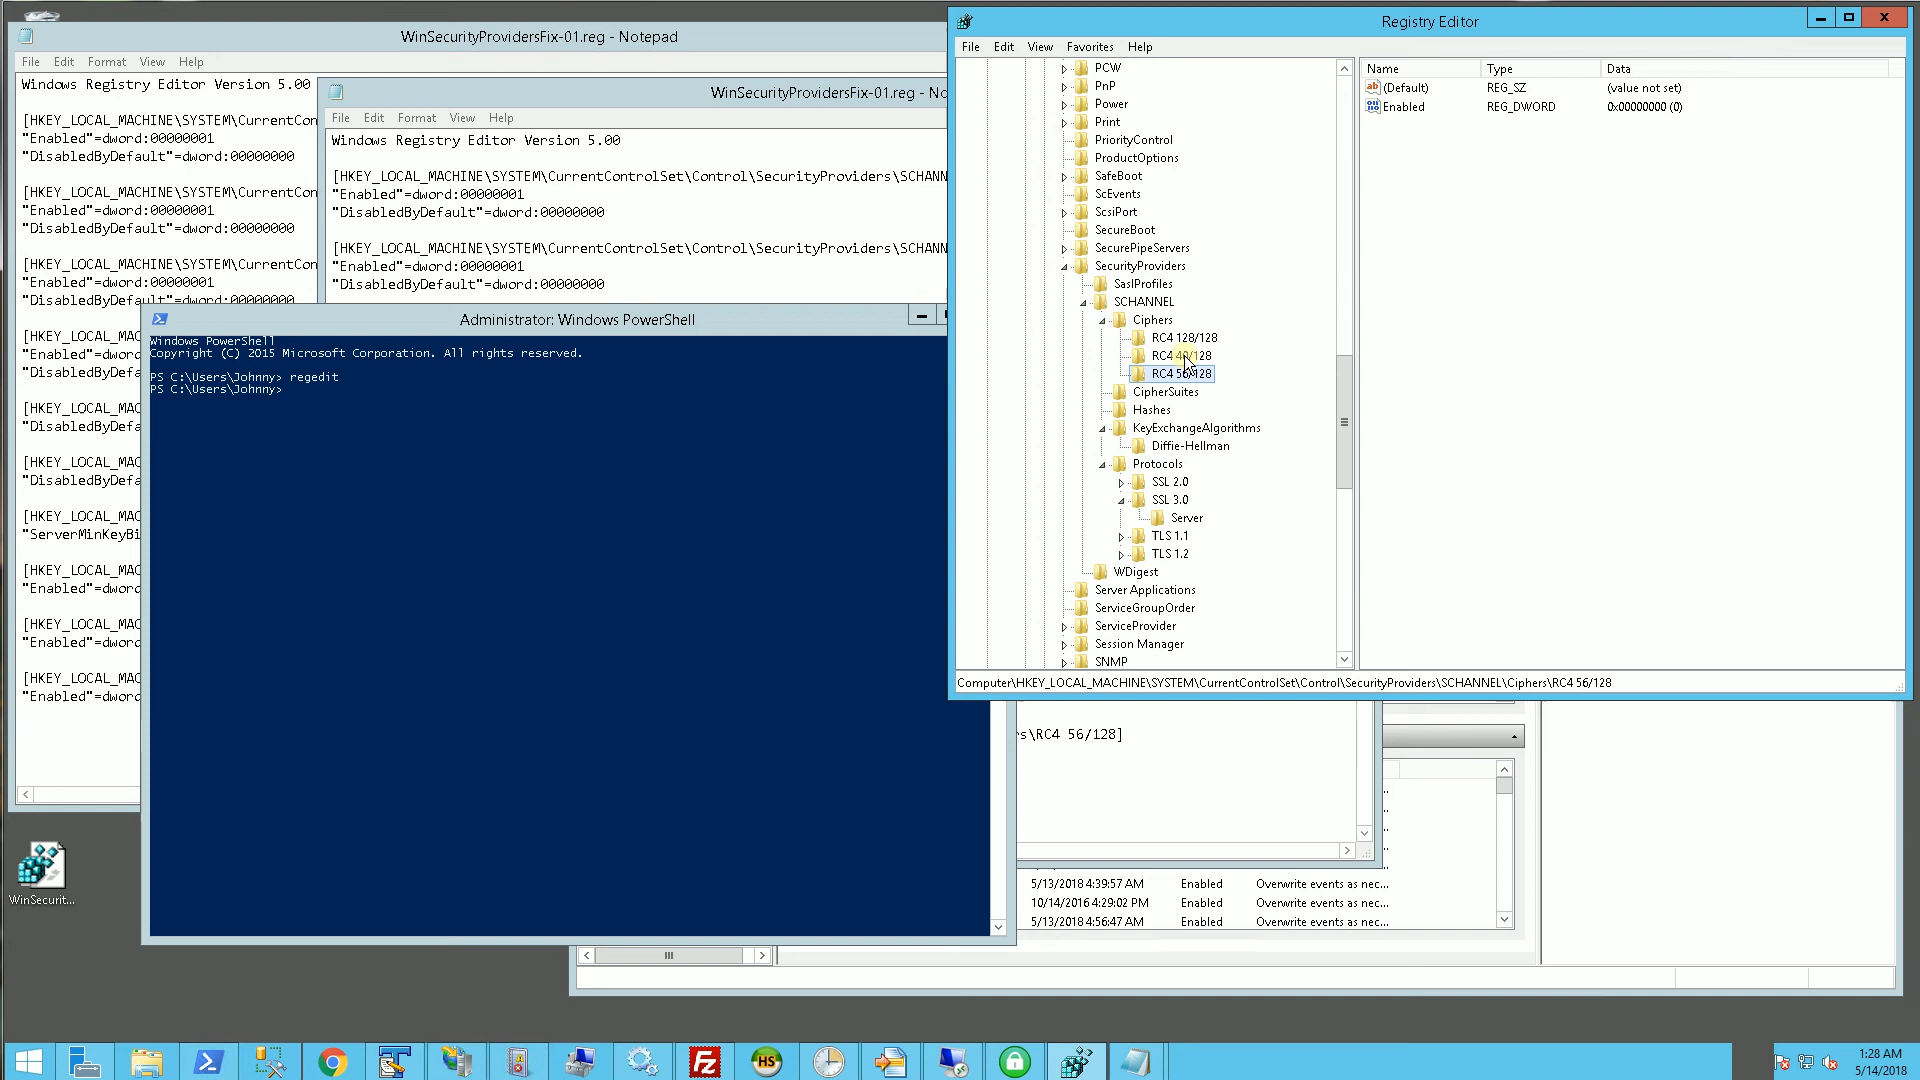 WinSecurityProvidersFix-01.reg - Notepad
File Edit Format View Help
Windows Registry Editor Version 5.00
[HKEY_LOCAL_MACHINE\SYSTEM\CurrentCon
"Enabled"=dword:00000001
"DisabledByDefault"=dword:00000000
[HKEY_LOCAL_MACHINE\SYSTEM\CurrentCon
"Enabled"=dword:00000001
"DisabledByDefault"=dword:00000000
[HKEY_LOCAL_MACHINE\SYSTEM\CurrentCon
"Enabled"=dword:00000001
"DisabledByDefault"=dword:00000000
[HKEY_LOCAL_MAC
"Enabled"=dword
"DisabledByDefa
[HKEY_LOCAL_MAC
"DisabledByDefa
[HKEY_LOCAL_MAC
"DisabledByDefa
[HKEY_LOCAL_MAC
"ServerMinKeyBi
[HKEY_LOCAL_MAC
"Enabled"=dword
[HKEY_LOCAL_MAC
"Enabled"=dword
[HKEY_LOCAL_MAC
"Enabled"=dword
WinSecurityProvidersFix-01.reg - No
File Edit Format View Help
Windows Registry Editor Version 5.00
[HKEY_LOCAL_MACHINE\SYSTEM\CurrentControlSet\Control\SecurityProviders\SCHANN
"Enabled"=dword:00000001
"DisabledByDefault"=dword:00000000
[HKEY_LOCAL_MACHINE\SYSTEM\CurrentControlSet\Control\SecurityProviders\SCHANN
"Enabled"=dword:00000001
"DisabledByDefault"=dword:00000000
s\RC4 56/128]
Administrator: Windows PowerShell
Windows PowerShell
Copyright (C) 2015 Microsoft Corporation. All rights reserved.
PS C:\Users\Johnny> regedit
PS C:\Users\Johnny>
Registry Editor
File Edit View Favorites Help
PCW
PnP
Power
Print
PriorityControl
ProductOptions
SafeBoot
ScEvents
ScsiPort
SecureBoot
SecurePipeServers
SecurityProviders
SaslProfiles
SCHANNEL
Ciphers
RC4 128/128
RC4 40/128
RC4 56/128
CipherSuites
Hashes
KeyExchangeAlgorithms
Diffie-Hellman
Protocols
SSL 2.0
SSL 3.0
Server
TLS 1.1
TLS 1.2
WDigest
Server Applications
ServiceGroupOrder
ServiceProvider
Session Manager
SNMP
Name Type Data
(Default) REG_SZ (value not set)
Enabled REG_DWORD 0x00000000 (0)
Computer\HKEY_LOCAL_MACHINE\SYSTEM\CurrentControlSet\Control\SecurityProviders\SCHANNEL\Ciphers\RC4 56/128
5/13/2018 4:39:57 AM Enabled Overwrite events as nec...
10/14/2016 4:29:02 PM Enabled Overwrite events as nec...
5/13/2018 4:56:47 AM Enabled Overwrite events as nec...
WinSecurit...
HS
1:28 AM
5/14/2018